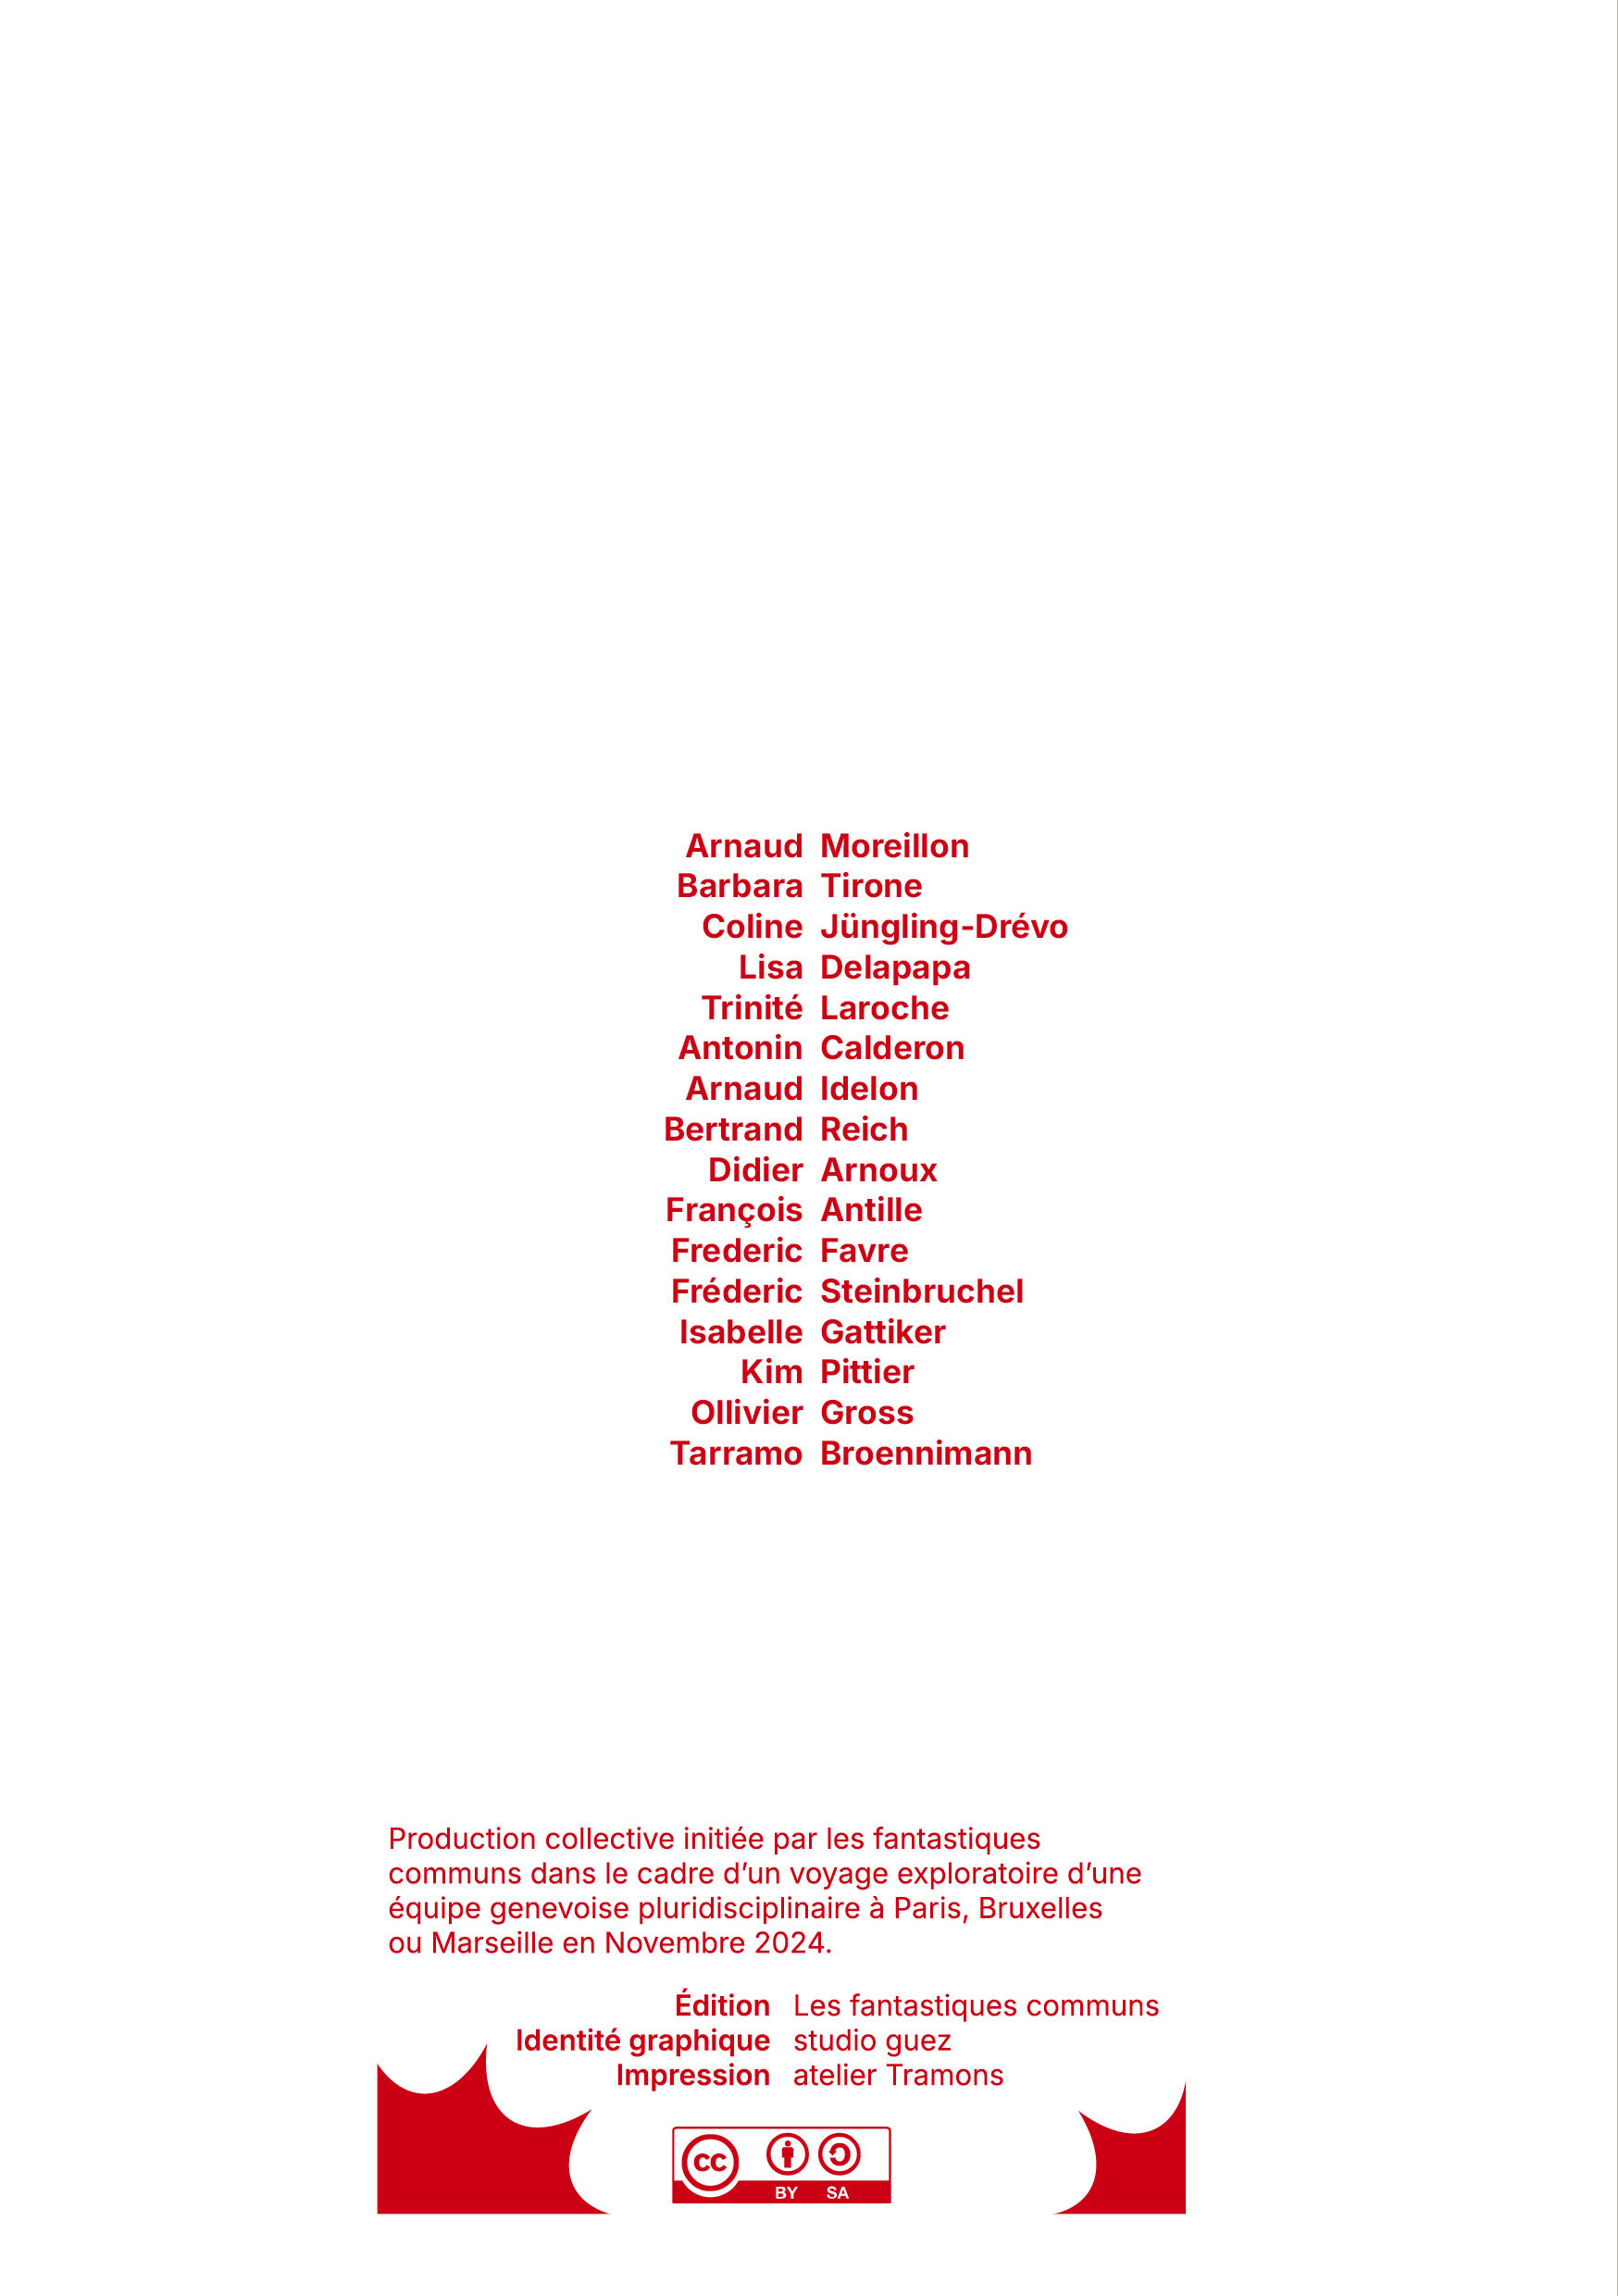 Arnaud Moreillon
Barbara Tirone
Coline Jüngling-Drévo
Lisa Delapapa
Trinité Laroche
Antonin Calderon
Arnaud Idelon
Bertrand Reich
Didier Arnoux
François Antille
Frederic Favre
Fréderic Steinbruchel
Isabelle Gattiker
Kim Pittier
Ollivier Gross
Tarramo Broennimann
Production collective initiée par les fantastiques
communs dans le cadre d’un voyage exploratoire d’une
équipe genevoise pluridisciplinaire à Paris, Bruxelles
ou Marseille en Novembre 2024.
Édition Les fantastiques communs
Identité graphique studio guez
Impression atelier Tramons
cc
BY SA